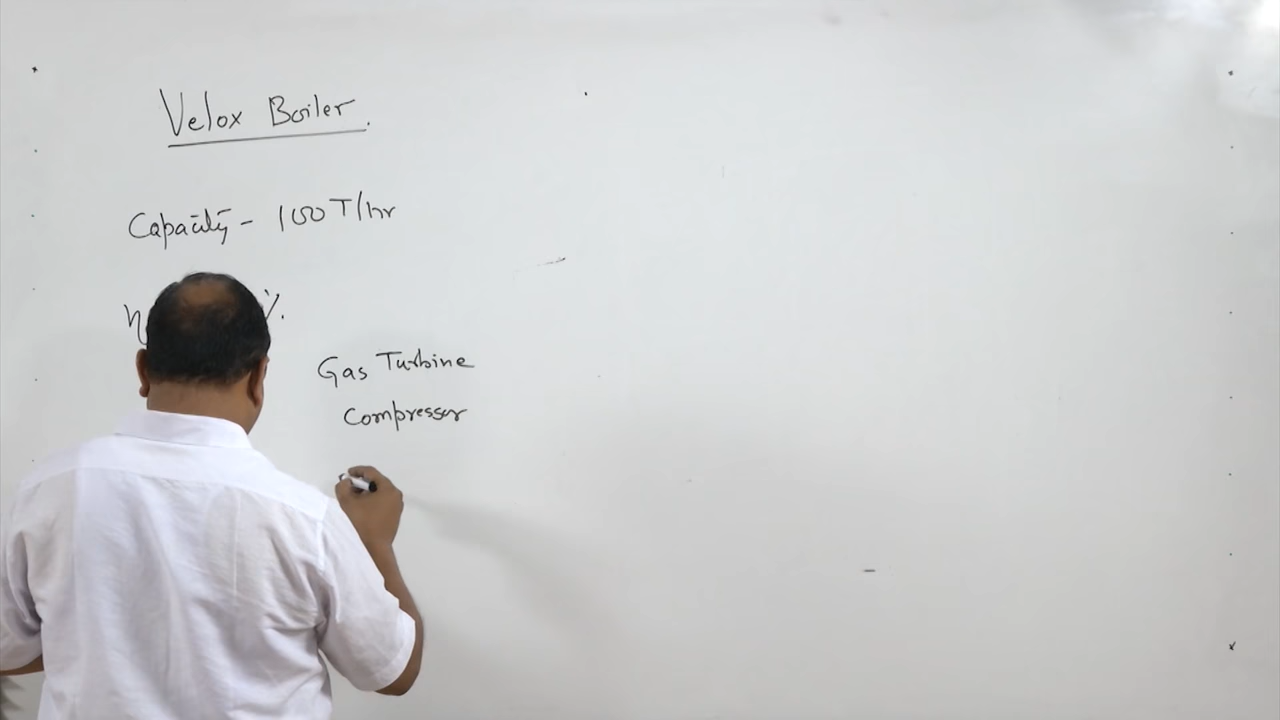 Velox Boiler.
Capacity - 100 T/hr
η %.
Gas Turbine
Compressor